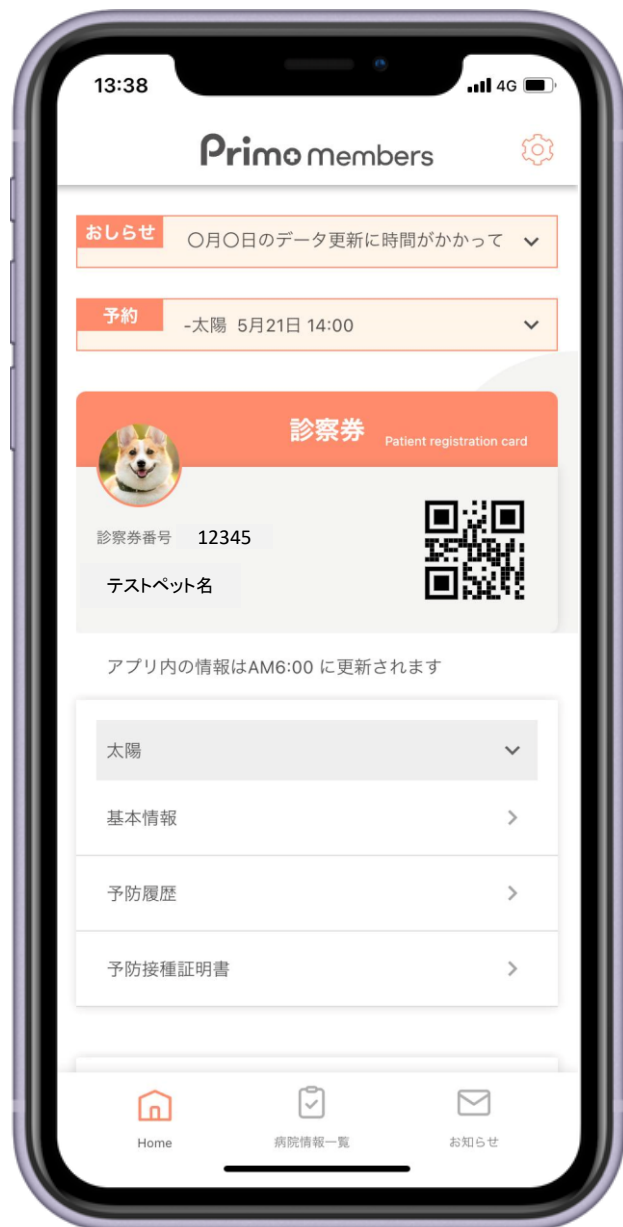 13:38
4G
Primo members
おしらせ
〇月〇日のデータ更新に時間がかかって
予約
-太陽 5月21日 14:00
診察券 Patient registration card
診察券番号 12345
テストペット名
アプリ内の情報はAM6:00 に更新されます
太陽
基本情報
予防履歴
予防接種証明書
Home
病院情報一覧
お知らせ